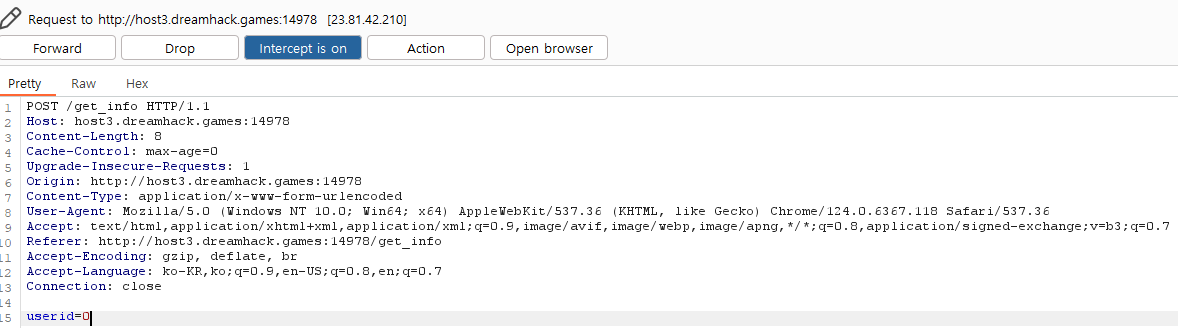 Request to http://host3.dreamhack.games:14978 [23.81.42.210]
Forward Drop Intercept is on Action Open browser
Pretty Raw Hex
1 POST /get_info HTTP/1.1
2 Host: host3.dreamhack.games:14978
3 Content-Length: 8
4 Cache-Control: max-age=0
5 Upgrade-Insecure-Requests: 1
6 Origin: http://host3.dreamhack.games:14978
7 Content-Type: application/x-www-form-urlencoded
8 User-Agent: Mozilla/5.0 (Windows NT 10.0; Win64; x64) AppleWebKit/537.36 (KHTML, like Gecko) Chrome/124.0.6367.118 Safari/537.36
9 Accept: text/html,application/xhtml+xml,application/xml;q=0.9,image/avif,image/webp,image/apng,*/*;q=0.8,application/signed-exchange;v=b3;q=0.7
10 Referer: http://host3.dreamhack.games:14978/get_info
11 Accept-Encoding: gzip, deflate, br
12 Accept-Language: ko-KR,ko;q=0.9,en-US;q=0.8,en;q=0.7
13 Connection: close
14
15 userid=0